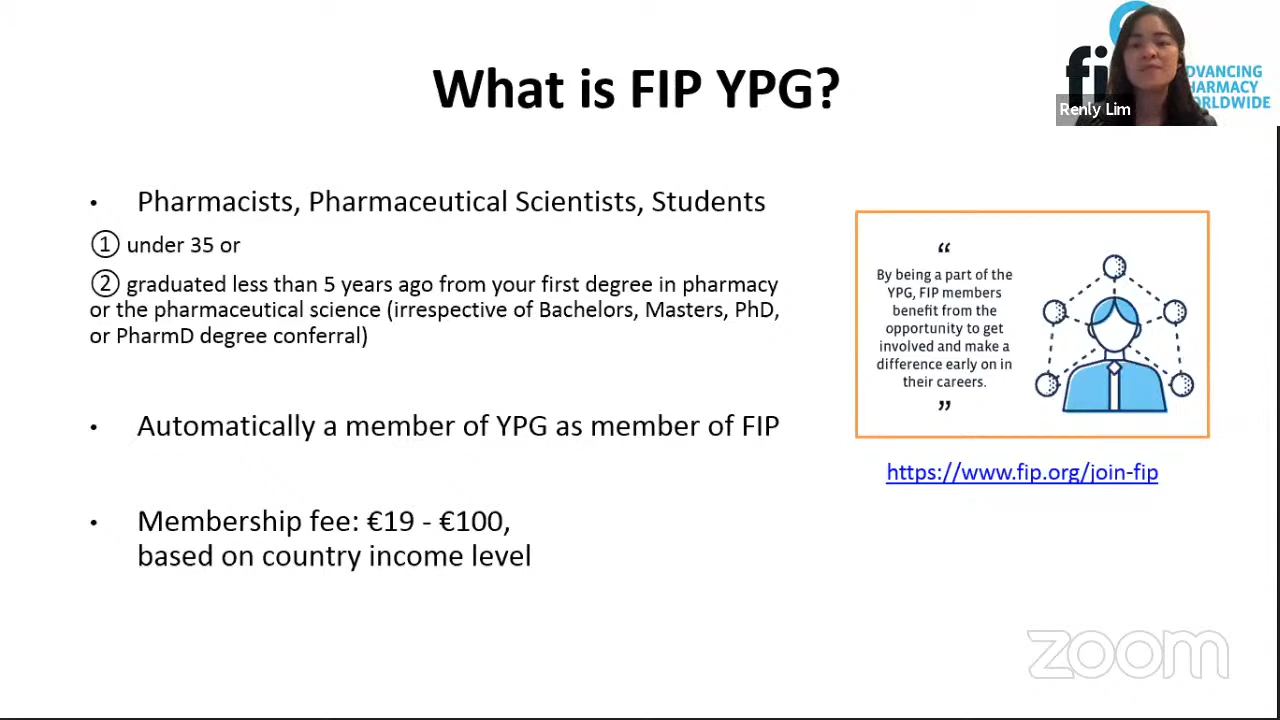 What is FIP YPG?
fi
ADVANCING
PHARMACY
WORLDWIDE
Renly Lim
• Pharmacists, Pharmaceutical Scientists, Students
① under 35 or
② graduated less than 5 years ago from your first degree in pharmacy
or the pharmaceutical science (irrespective of Bachelors, Masters, PhD,
or PharmD degree conferral)
• Automatically a member of YPG as member of FIP
• Membership fee: €19 - €100,
based on country income level
“
By being a part of the
YPG, FIP members
benefit from the
opportunity to get
involved and make a
difference early on in
their careers.
”
https://www.fip.org/join-fip
zoom